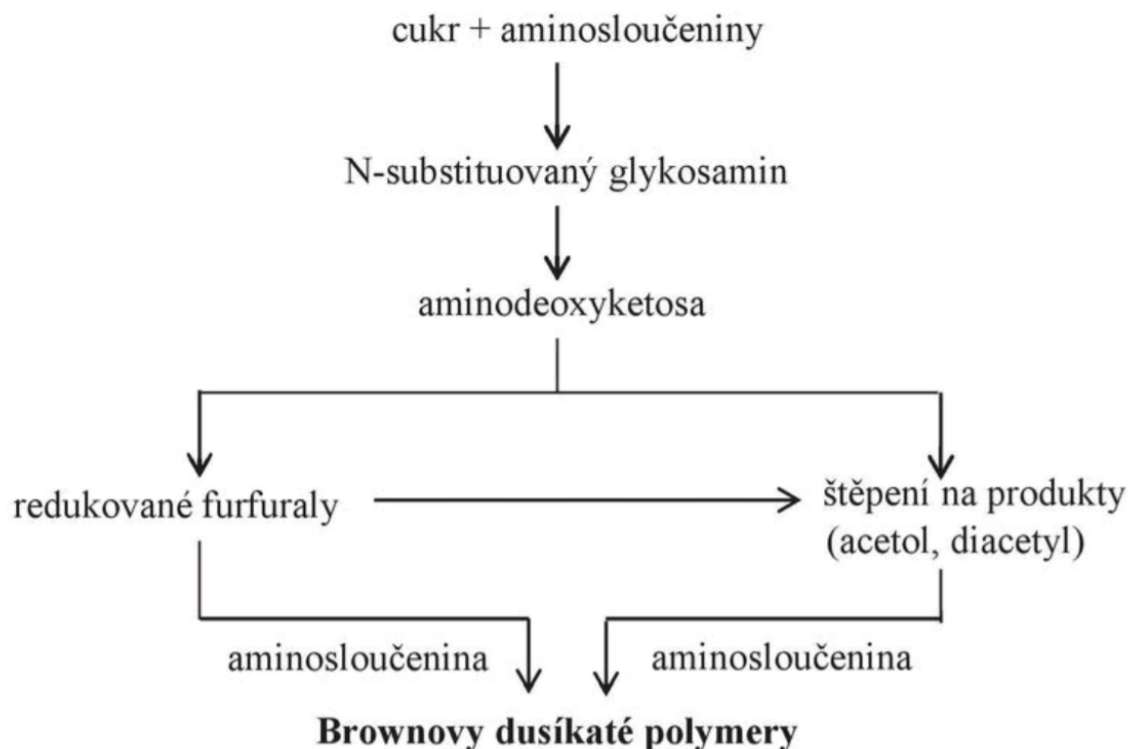 cukr + aminosloučeniny
N-substituovaný glykosamin
aminodeoxyketosa
redukované furfuraly
štěpení na produkty
(acetol, diacetyl)
aminosloučenina
aminosloučenina
Brownovy dusíkaté polymery